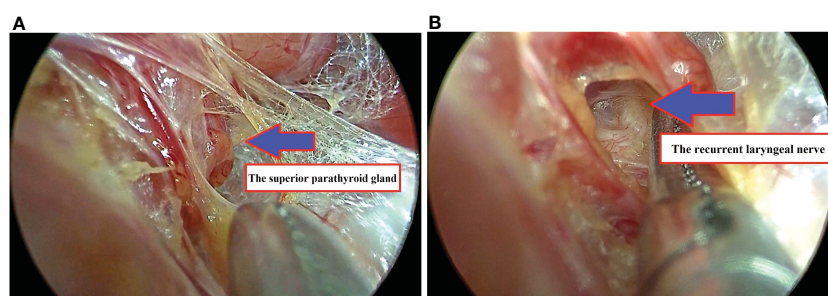 A
B
The superior parathyroid gland
The recurrent laryngeal nerve